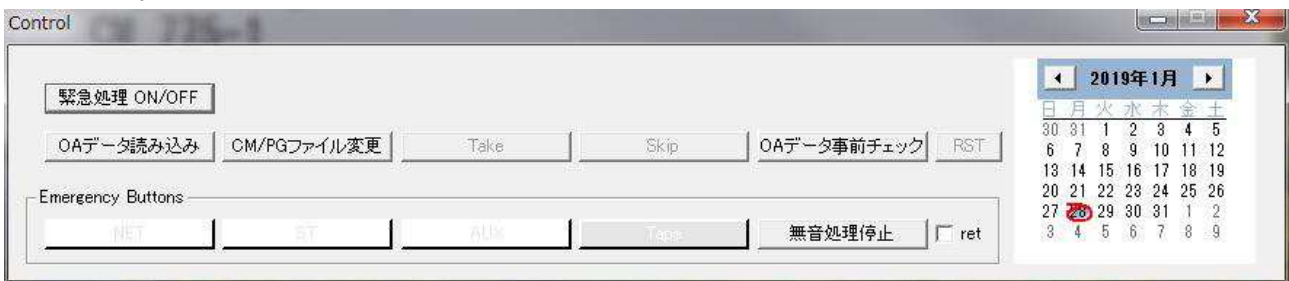 Control
緊急処理 ON/OFF
OAデータ読み込み CM/PGファイル変更 Take Skip OAデータ事前チェック RST
Emergency Buttons
NET ST AUX Tape 無音処理停止 ret
2019年1月
日 月 火 水 木 金 土
30 31 1 2 3 4 5
6 7 8 9 10 11 12
13 14 15 16 17 18 19
20 21 22 23 24 25 26
27 28 29 30 31 1 2
3 4 5 6 7 8 9